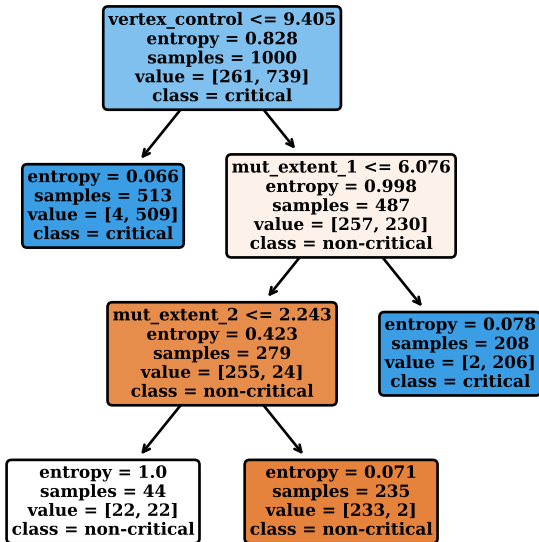 vertex_control <= 9.405
entropy = 0.828
samples = 1000
value = [261, 739]
class = critical
entropy = 0.066
samples = 513
value = [4, 509]
class = critical
mut_extent_1 <= 6.076
entropy = 0.998
samples = 487
value = [257, 230]
class = non-critical
mut_extent_2 <= 2.243
entropy = 0.423
samples = 279
value = [255, 24]
class = non-critical
entropy = 0.078
samples = 208
value = [2, 206]
class = critical
entropy = 1.0
samples = 44
value = [22, 22]
class = non-critical
entropy = 0.071
samples = 235
value = [233, 2]
class = non-critical